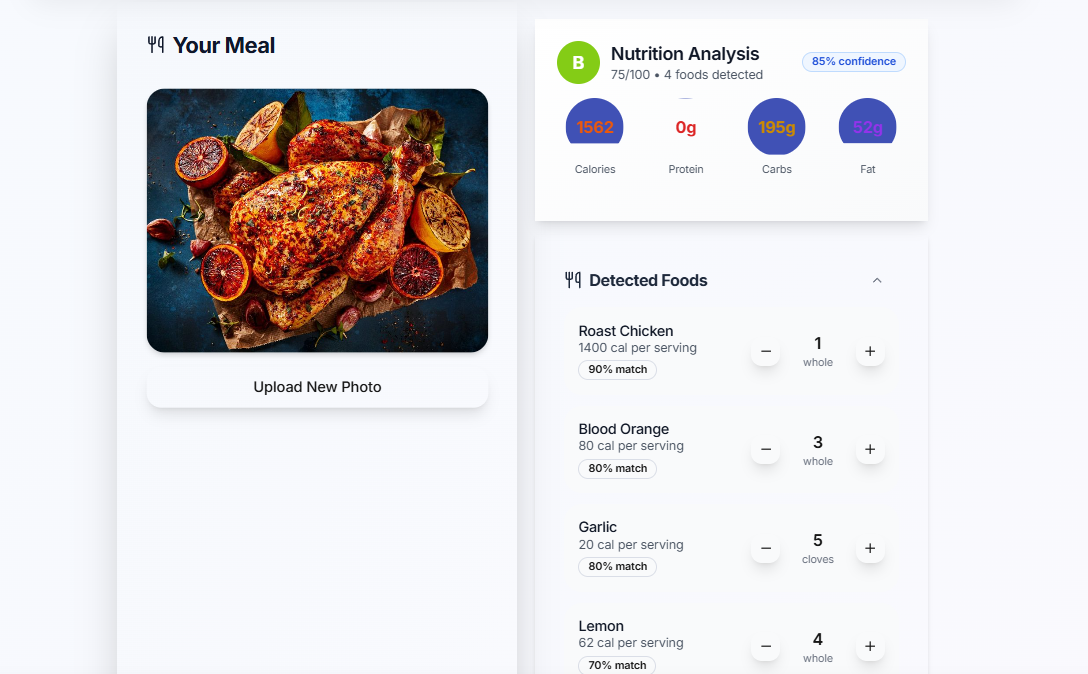 Your Meal
Upload New Photo
B
Nutrition Analysis
75/100 • 4 foods detected
85% confidence
1562
0g
195g
52g
Calories
Protein
Carbs
Fat
Detected Foods
Roast Chicken
1400 cal per serving
90% match
1
whole
Blood Orange
80 cal per serving
80% match
3
whole
Garlic
20 cal per serving
80% match
5
cloves
Lemon
62 cal per serving
70% match
4
whole